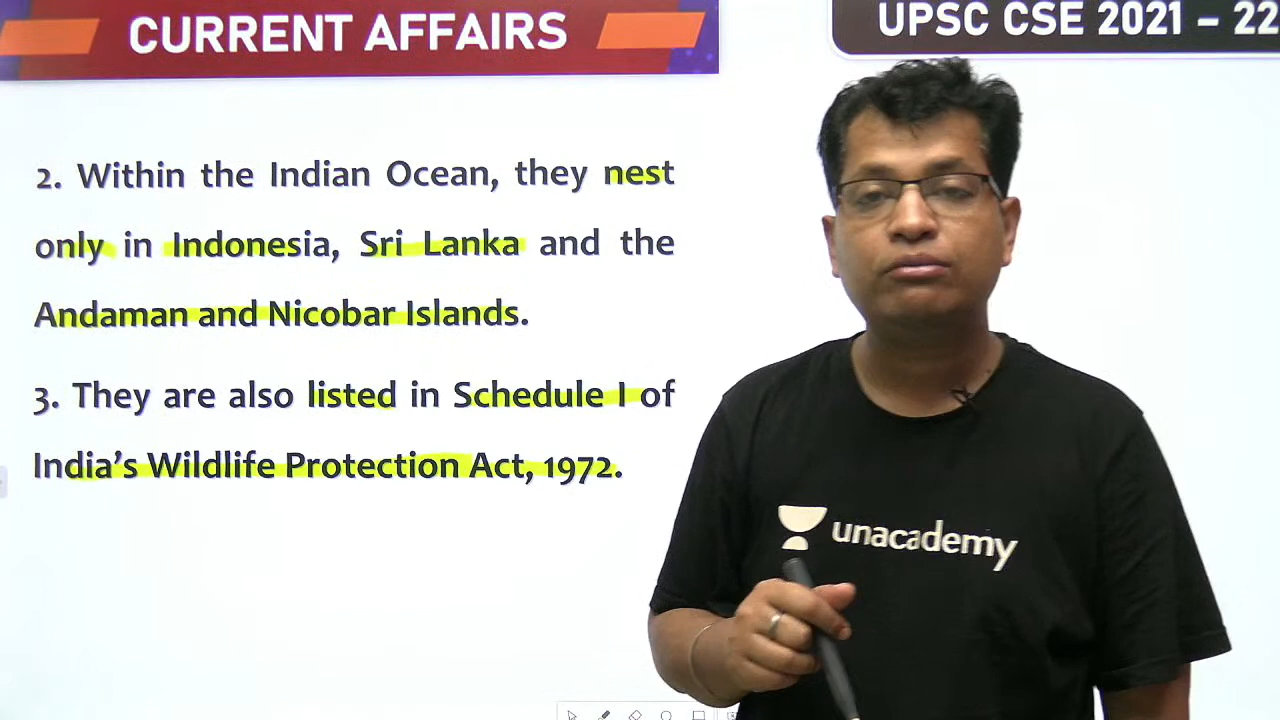 CURRENT AFFAIRS
UPSC CSE 2021 – 22
2. Within the Indian Ocean, they nest
only in Indonesia, Sri Lanka and the
Andaman and Nicobar Islands.
3. They are also listed in Schedule I of
India’s Wildlife Protection Act, 1972.
unacademy